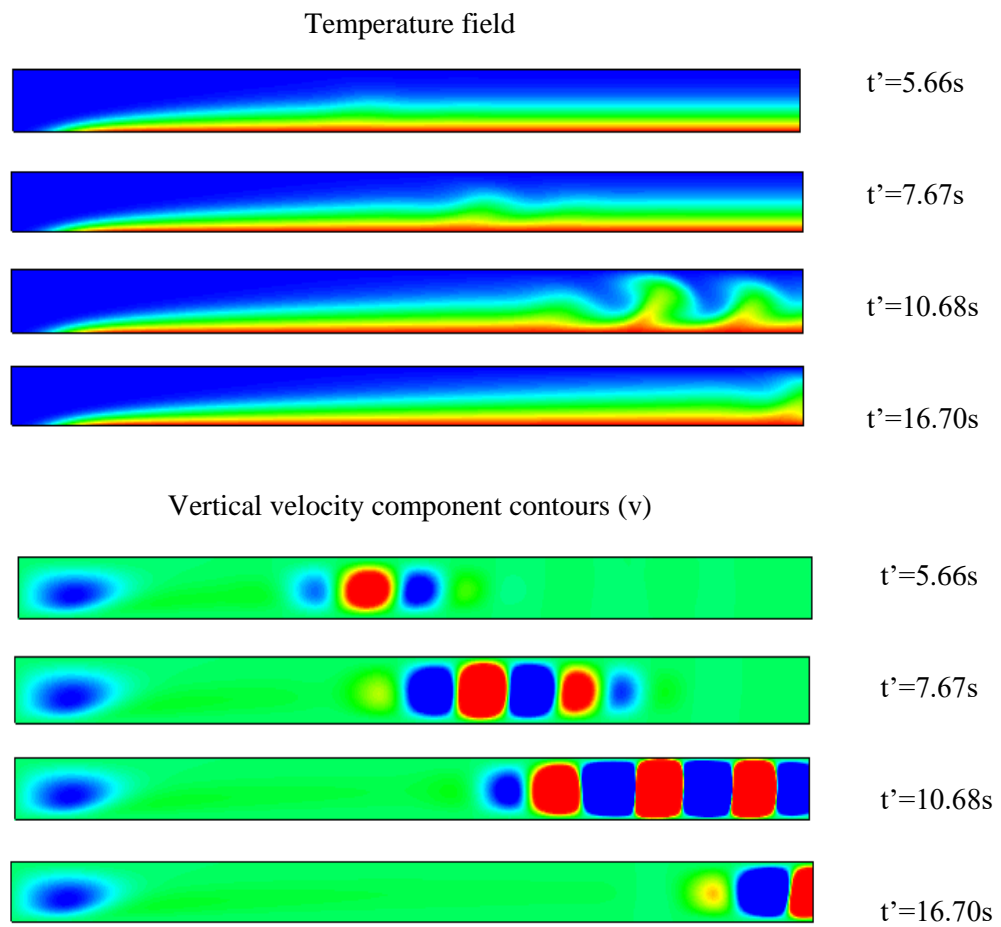 Temperature field
t’=5.66s
t’=7.67s
t’=10.68s
t’=16.70s
Vertical velocity component contours (v)
t’=5.66s
t’=7.67s
t’=10.68s
t’=16.70s